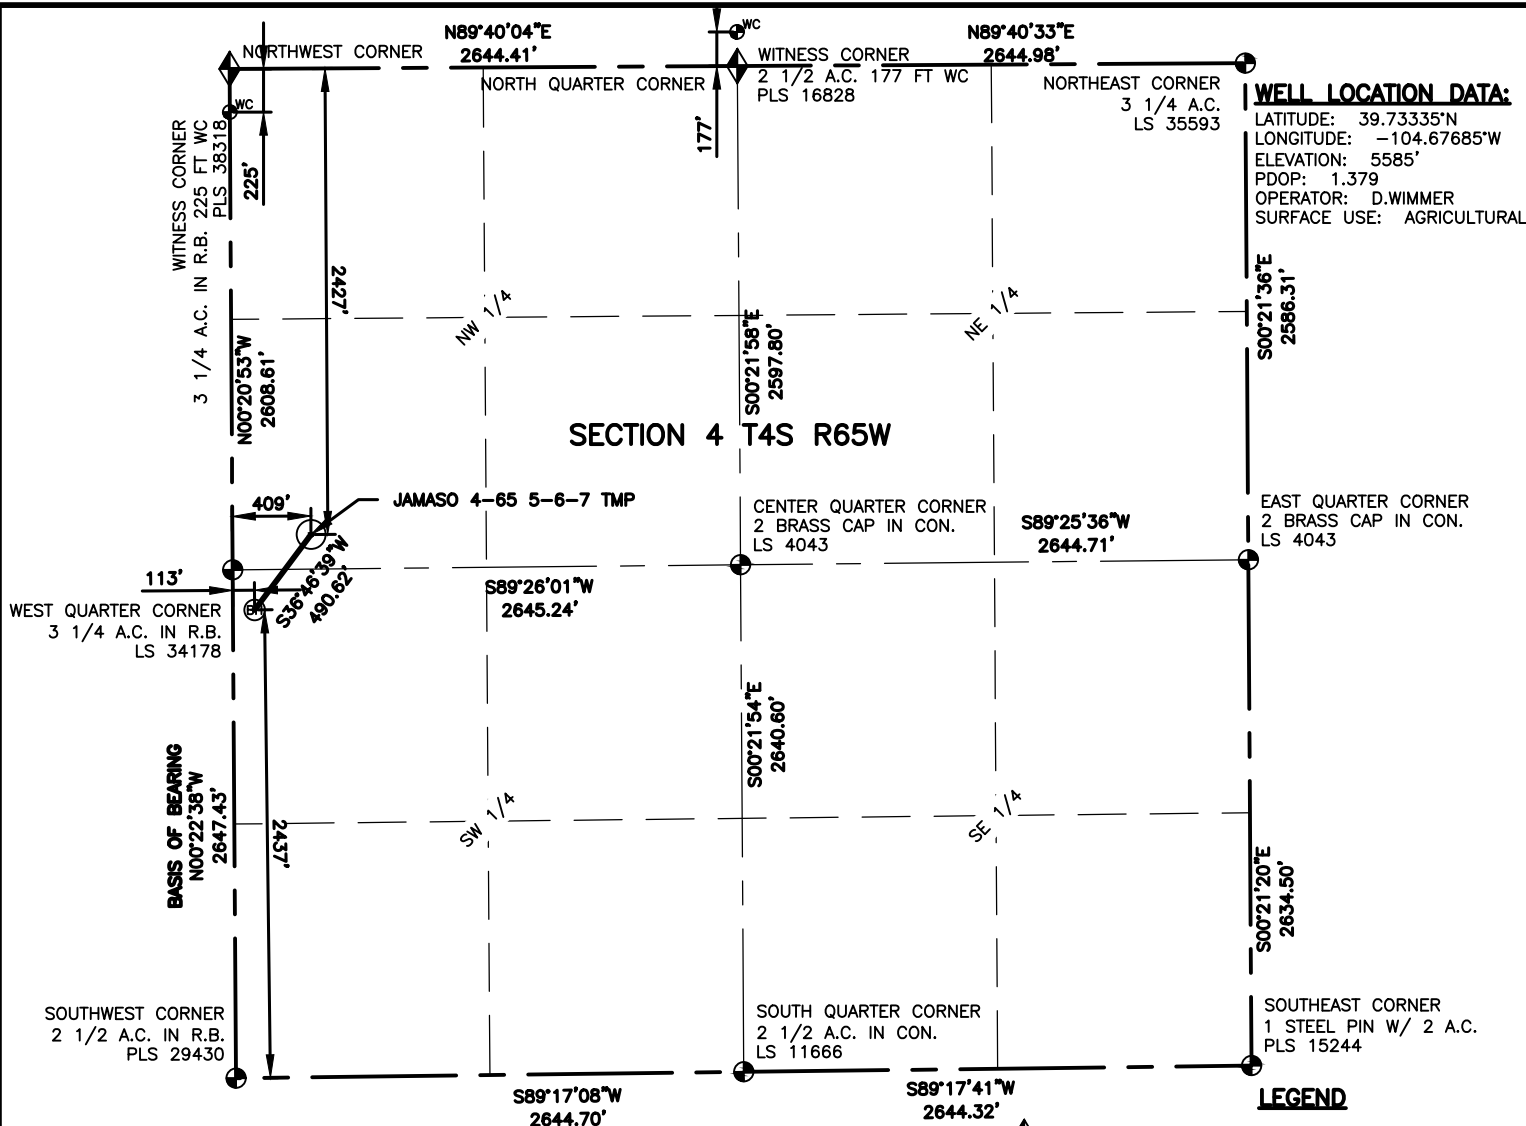 N89°40'04"E
2644.41'
WC
N89°40'33"E
2644.98'
NORTHWEST CORNER
WITNESS CORNER
2 1/2 A.C. 177 FT WC
PLS 16828
NORTH QUARTER CORNER
177'
NORTHEAST CORNER
3 1/4 A.C.
LS 35593
WELL LOCATION DATA:
LATITUDE: 39.73335°N
LONGITUDE: -104.67685°W
ELEVATION: 5585'
PDOP: 1.379
OPERATOR: D.WIMMER
SURFACE USE: AGRICULTURAL
WC
WITNESS CORNER
3 1/4 A.C. IN R.B. 225 FT WC
PLS 38318
225'
2427'
NW 1/4
NE 1/4
N00°20'53"W
2608.61'
S00°21'58"E
2597.80'
S00°21'36"E
2586.31'
SECTION 4 T4S R65W
409'
JAMASO 4-65 5-6-7 TMP
CENTER QUARTER CORNER
2 BRASS CAP IN CON.
LS 4043
S89°25'36"W
2644.71'
EAST QUARTER CORNER
2 BRASS CAP IN CON.
LS 4043
113'
S36°46'39"W
490.62'
BH
S89°26'01"W
2645.24'
WEST QUARTER CORNER
3 1/4 A.C. IN R.B.
LS 34178
BASIS OF BEARING
N00°22'38"W
2647.43'
2437'
SW 1/4
S00°21'54"E
2640.60'
SE 1/4
S00°21'20"E
2634.50'
SOUTHWEST CORNER
2 1/2 A.C. IN R.B.
PLS 29430
SOUTH QUARTER CORNER
2 1/2 A.C. IN CON.
LS 11666
SOUTHEAST CORNER
1 STEEL PIN W/ 2 A.C.
PLS 15244
S89°17'08"W
2644.70'
S89°17'41"W
2644.32'
LEGEND